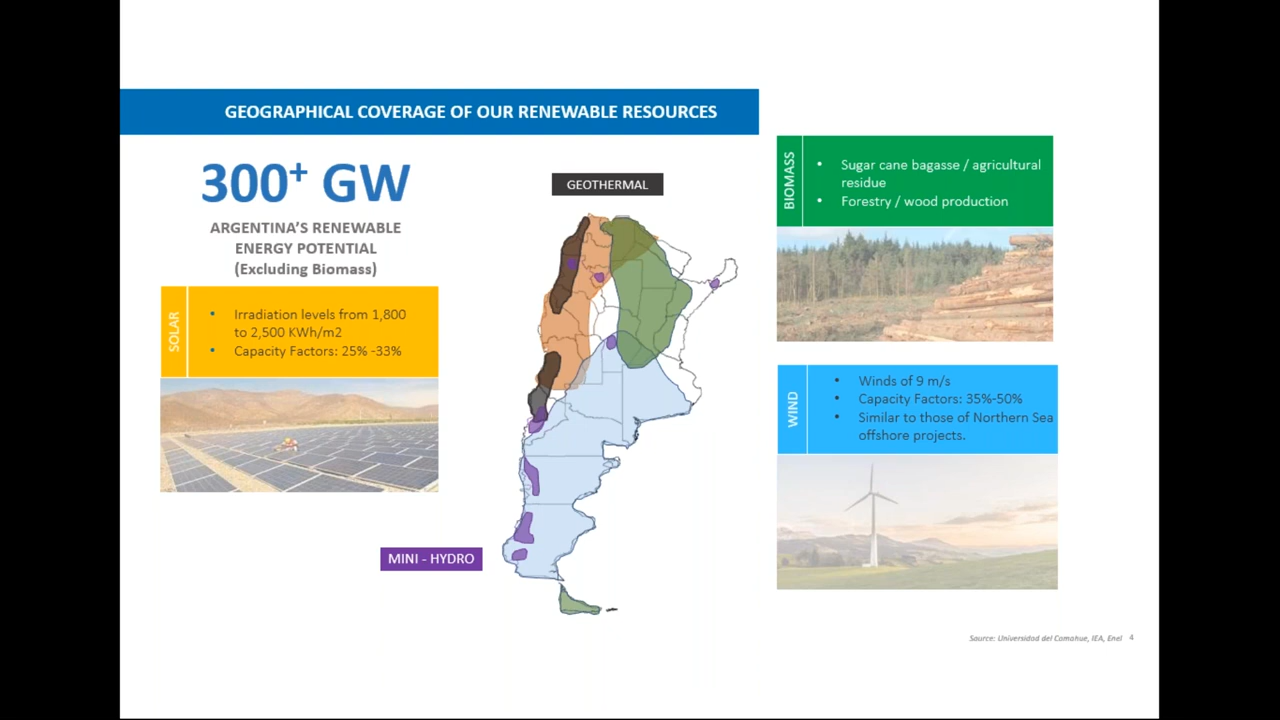 GEOGRAPHICAL COVERAGE OF OUR RENEWABLE RESOURCES
300+ GW
ARGENTINA'S RENEWABLE
ENERGY POTENTIAL
(Excluding Biomass)
SOLAR
• Irradiation levels from 1,800
to 2,500 KWh/m2
• Capacity Factors: 25% -33%
GEOTHERMAL
MINI - HYDRO
BIOMASS
• Sugar cane bagasse / agricultural
residue
• Forestry / wood production
WIND
• Winds of 9 m/s
• Capacity Factors: 35%-50%
• Similar to those of Northern Sea
offshore projects.
Source: Universidad del Comahue, IEA, Enel 4